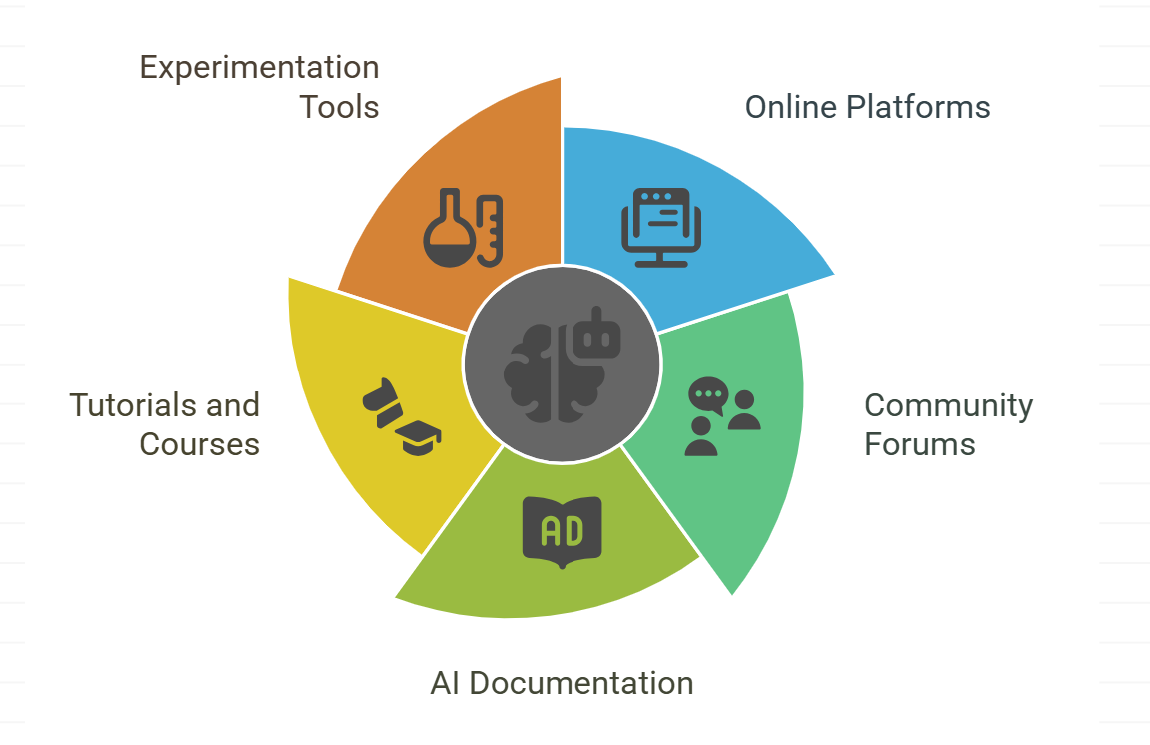 Experimentation
Tools
Online Platforms
Tutorials and
Courses
Community
Forums
AD
AI Documentation